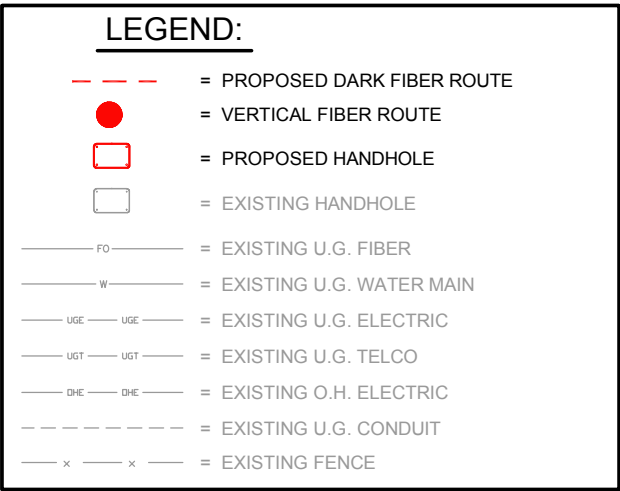 LEGEND:
= PROPOSED DARK FIBER ROUTE
= VERTICAL FIBER ROUTE
= PROPOSED HANDHOLE
= EXISTING HANDHOLE
FO = EXISTING U.G. FIBER
W = EXISTING U.G. WATER MAIN
UGE UGE = EXISTING U.G. ELECTRIC
UGT UGT = EXISTING U.G. TELCO
OHE OHE = EXISTING O.H. ELECTRIC
= EXISTING U.G. CONDUIT
x x = EXISTING FENCE